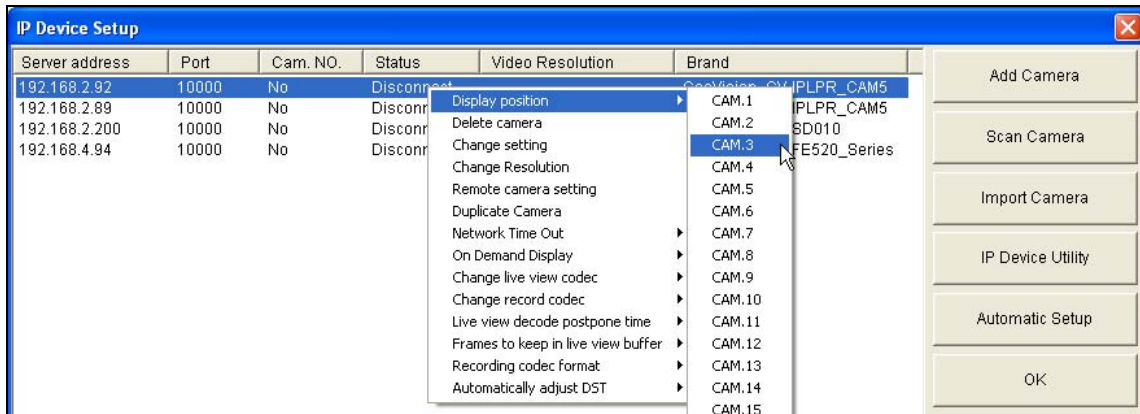 IP Device Setup
Server address Port Cam. NO. Status Video Resolution Brand
192.168.2.92 10000 No Disconnect IPLPR_CAM5
192.168.2.89 10000 No Disconr IPLPR_CAM5
192.168.2.200 10000 No Disconr SD010
192.168.4.94 10000 No Disconr FE520_Series
Display position
Delete camera
Change setting
Change Resolution
Remote camera setting
Duplicate Camera
Network Time Out
On Demand Display
Change live view codec
Change record codec
Live view decode postpone time
Frames to keep in live view buffer
Recording codec format
Automatically adjust DST
CAM.1
CAM.2
CAM.3
CAM.4
CAM.5
CAM.6
CAM.7
CAM.8
CAM.9
CAM.10
CAM.11
CAM.12
CAM.13
CAM.14
CAM.15
Add Camera
Scan Camera
Import Camera
IP Device Utility
Automatic Setup
OK